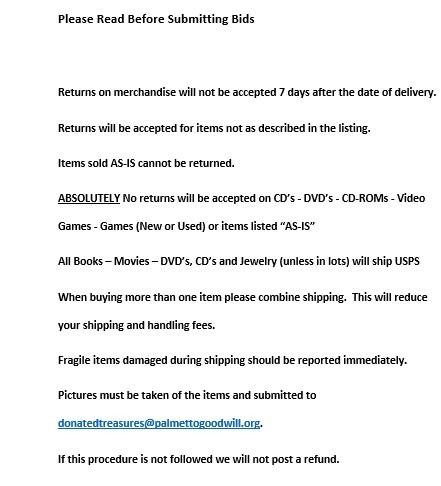 Please Read Before Submitting Bids
Returns on merchandise will not be accepted 7 days after the date of delivery.
Returns will be accepted for items not as described in the listing.
Items sold AS-IS cannot be returned.
ABSOLUTELY No returns will be accepted on CD's - DVD's - CD-ROMs - Video
Games - Games (New or Used) or items listed "AS-IS"
All Books – Movies – DVD's, CD's and Jewelry (unless in lots) will ship USPS
When buying more than one item please combine shipping.  This will reduce
your shipping and handling fees.
Fragile items damaged during shipping should be reported immediately.
Pictures must be taken of the items and submitted to
donatedtreasures@palmettogoodwill.org.
If this procedure is not followed we will not post a refund.